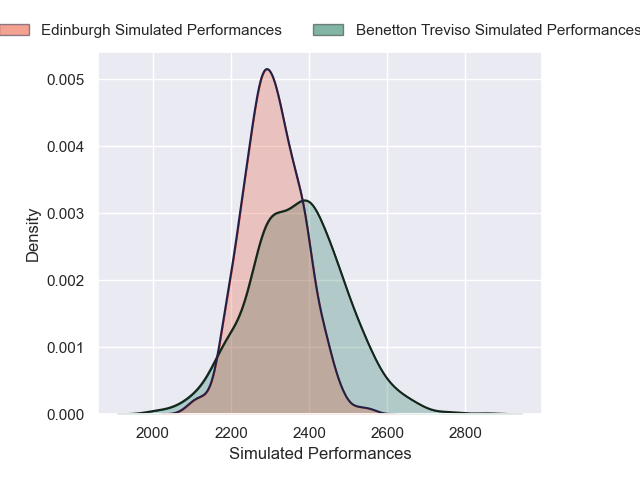 Edinburgh Simulated Performances
Benetton Treviso Simulated Performances
0.005
0.004
0.003
0.002
0.001
0.000
Density
2000
2200
2400
2600
2800
Simulated Performances